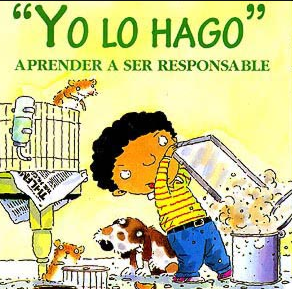 “YO LO HAGO”
APRENDER A SER RESPONSABLE